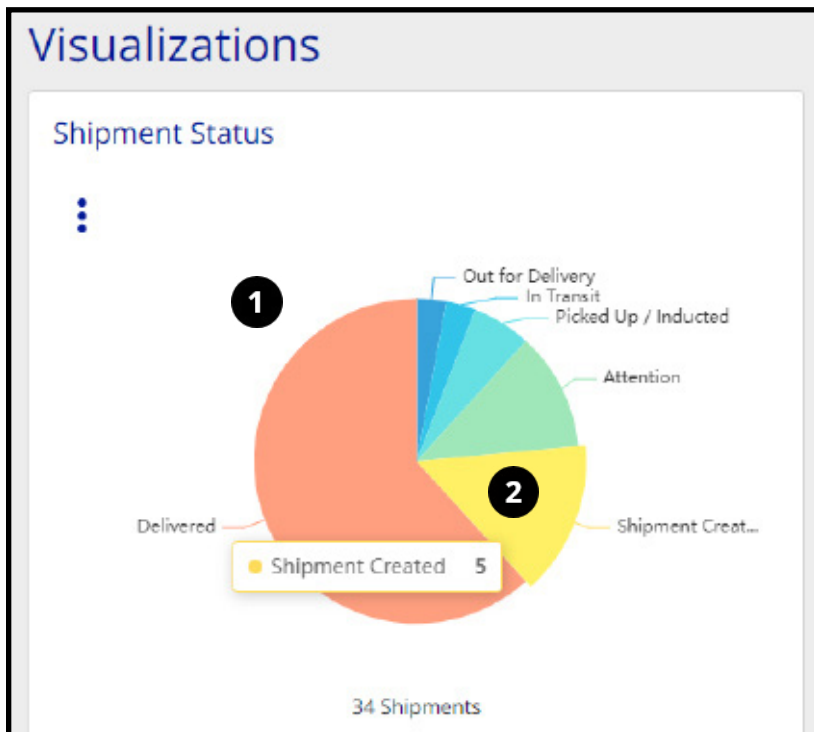 Visualizations
Shipment Status
1
Out for Delivery
In Transit
Picked Up / Inducted
Attention
2
Delivered
Shipment Creat...
Shipment Created 5
34 Shipments